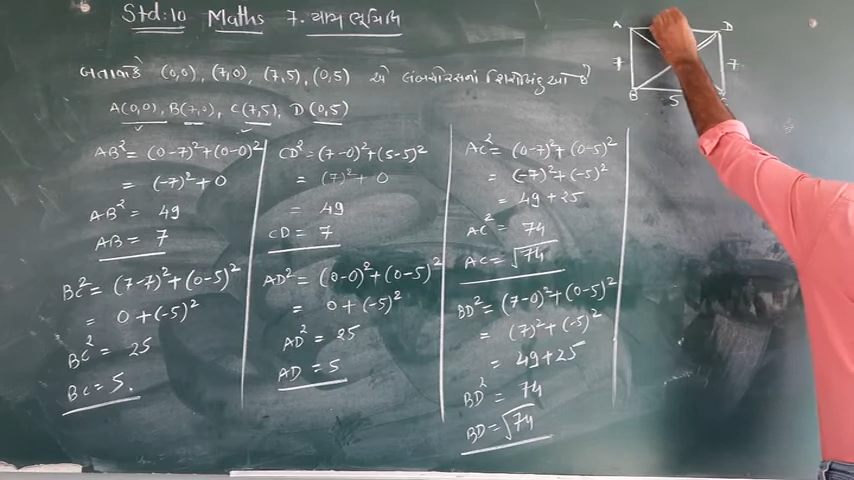 Std:10 Maths 7. યામ ભૂમિતિ
બતાવો કે (0,0), (7,0), (7,5), (0,5) એ લંબચોરસનાં શિરોબિંદુઓ છે
A(0,0), B(7,0), C(7,5), D(0,5)
AB² = (0-7)²+(0-0)²
= (-7)²+0
AB² = 49
AB = 7
BC² = (7-7)²+(0-5)²
= 0+(-5)²
BC² = 25
BC = 5.
CD² = (7-0)²+(5-5)²
= (7)²+0
= 49
CD = 7
AD² = (0-0)²+(0-5)²
= 0+(-5)²
AD² = 25
AD = 5
AC² = (0-7)²+(0-5)²
= (-7)²+(-5)²
= 49+25
AC² = 74
AC = √74
BD² = (7-0)²+(0-5)²
= (7)²+(-5)²
= 49+25
BD² = 74
BD = √74
A D
7 7
B
5